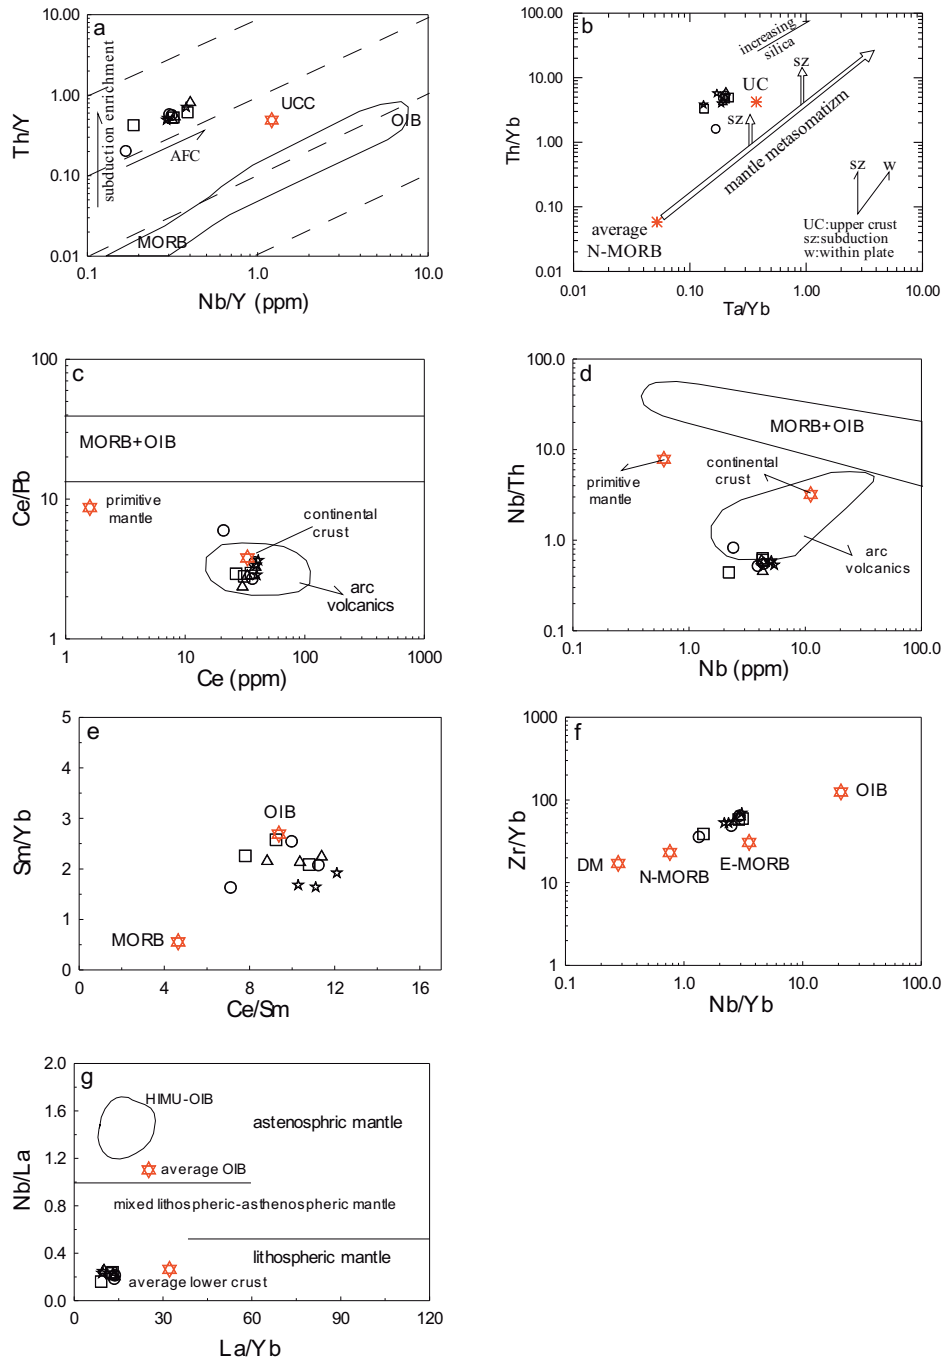 a
Th/Y
10.00
1.00
0.10
0.01
subduction enrichment
AFC
UCC
OIB
MORB
0.1
1.0
10.0
Nb/Y (ppm)
b
Th/Yb
100.00
10.00
1.00
0.10
0.01
increasing
silica
sz
UC
sz
mantle metasomatizm
sz
w
average
N-MORB
UC:upper crust
sz:subduction
w:within plate
0.01
0.10
1.00
10.00
Ta/Yb
c
Ce/Pb
100
10
1
MORB+OIB
primitive
mantle
continental
crust
arc
volcanics
1
10
100
1000
Ce (ppm)
d
Nb/Th
100.0
10.0
1.0
0.1
MORB+OIB
continental
crust
primitive
mantle
arc
volcanics
0.1
1.0
10.0
100.0
Nb (ppm)
e
Sm/Yb
5
4
3
2
1
0
OIB
MORB
0
4
8
12
16
Ce/Sm
f
Zr/Yb
1000
100
10
1
OIB
DM
N-MORB
E-MORB
0.1
1.0
10.0
100.0
Nb/Yb
g
Nb/La
2.0
1.6
1.2
0.8
0.4
0.0
HIMU-OIB
astenosphric mantle
average OIB
mixed lithospheric-asthenospheric mantle
lithospheric mantle
average lower crust
0
30
60
90
120
La/Yb